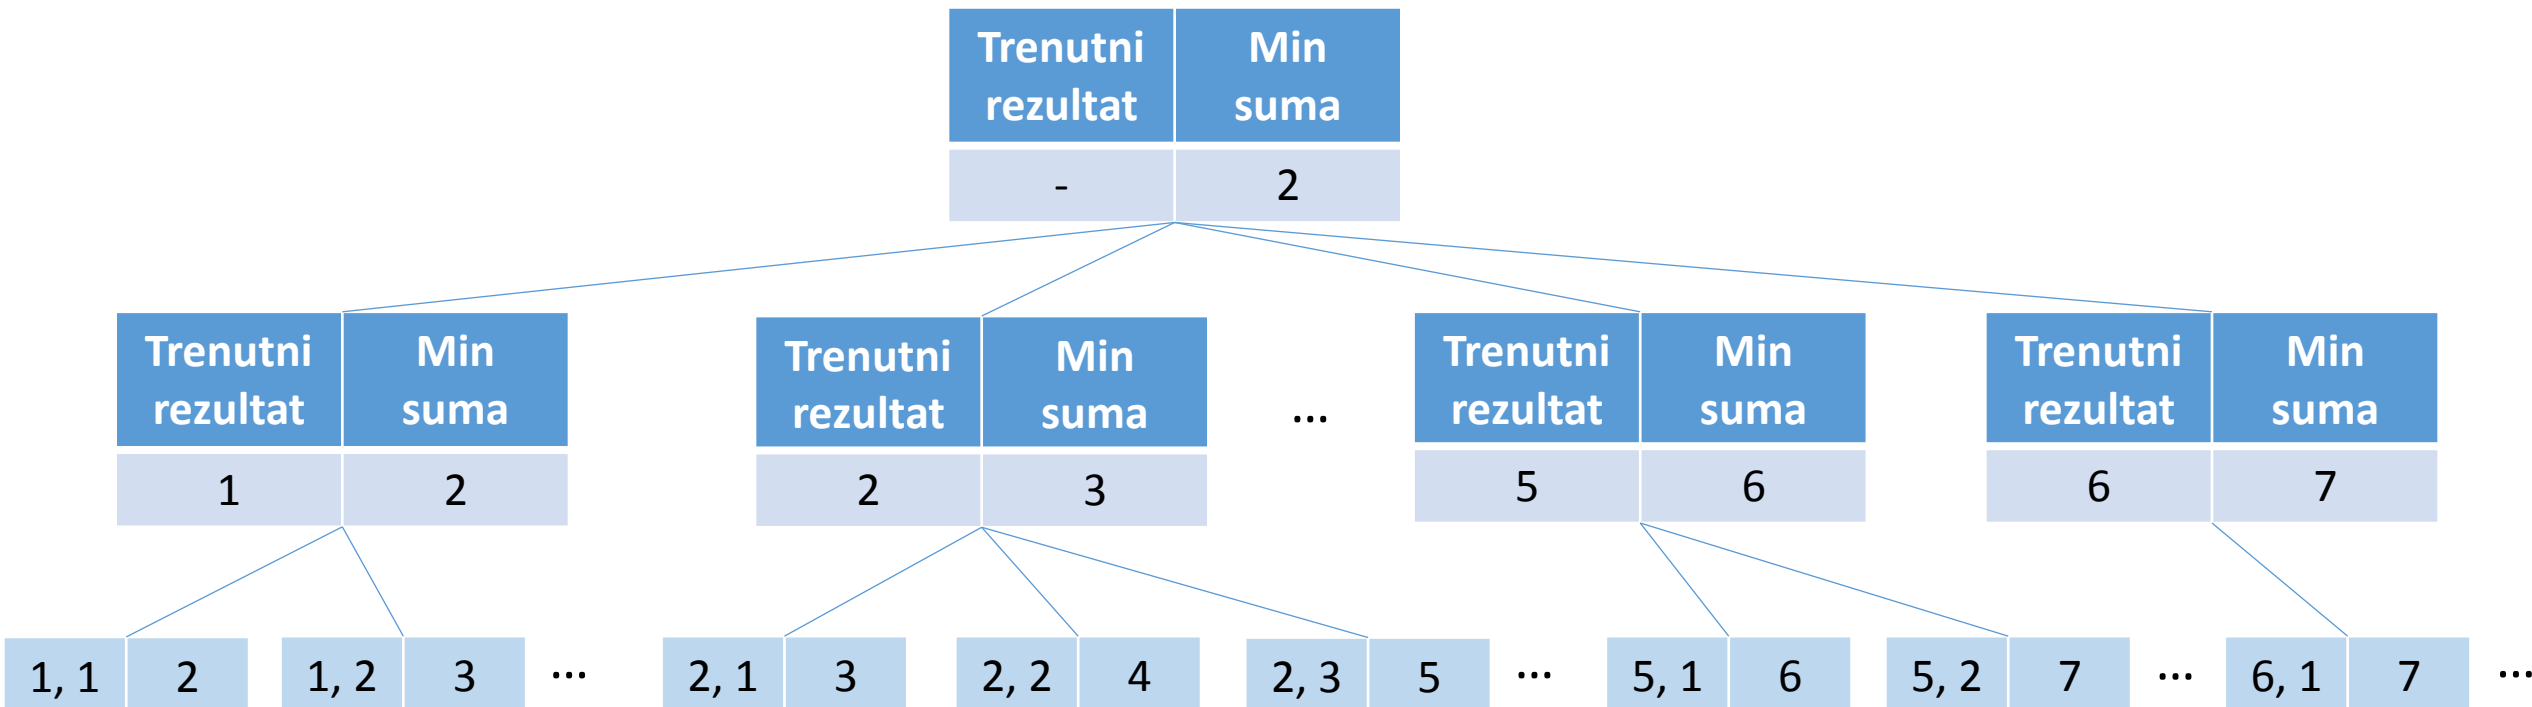 Trenutni rezultat Min suma
- 2
Trenutni rezultat Min suma
1 2
Trenutni rezultat Min suma
2 3
...
Trenutni rezultat Min suma
5 6
Trenutni rezultat Min suma
6 7
1, 1 2 1, 2 3 ... 2, 1 3 2, 2 4 2, 3 5 ... 5, 1 6 5, 2 7 ... 6, 1 7 ...